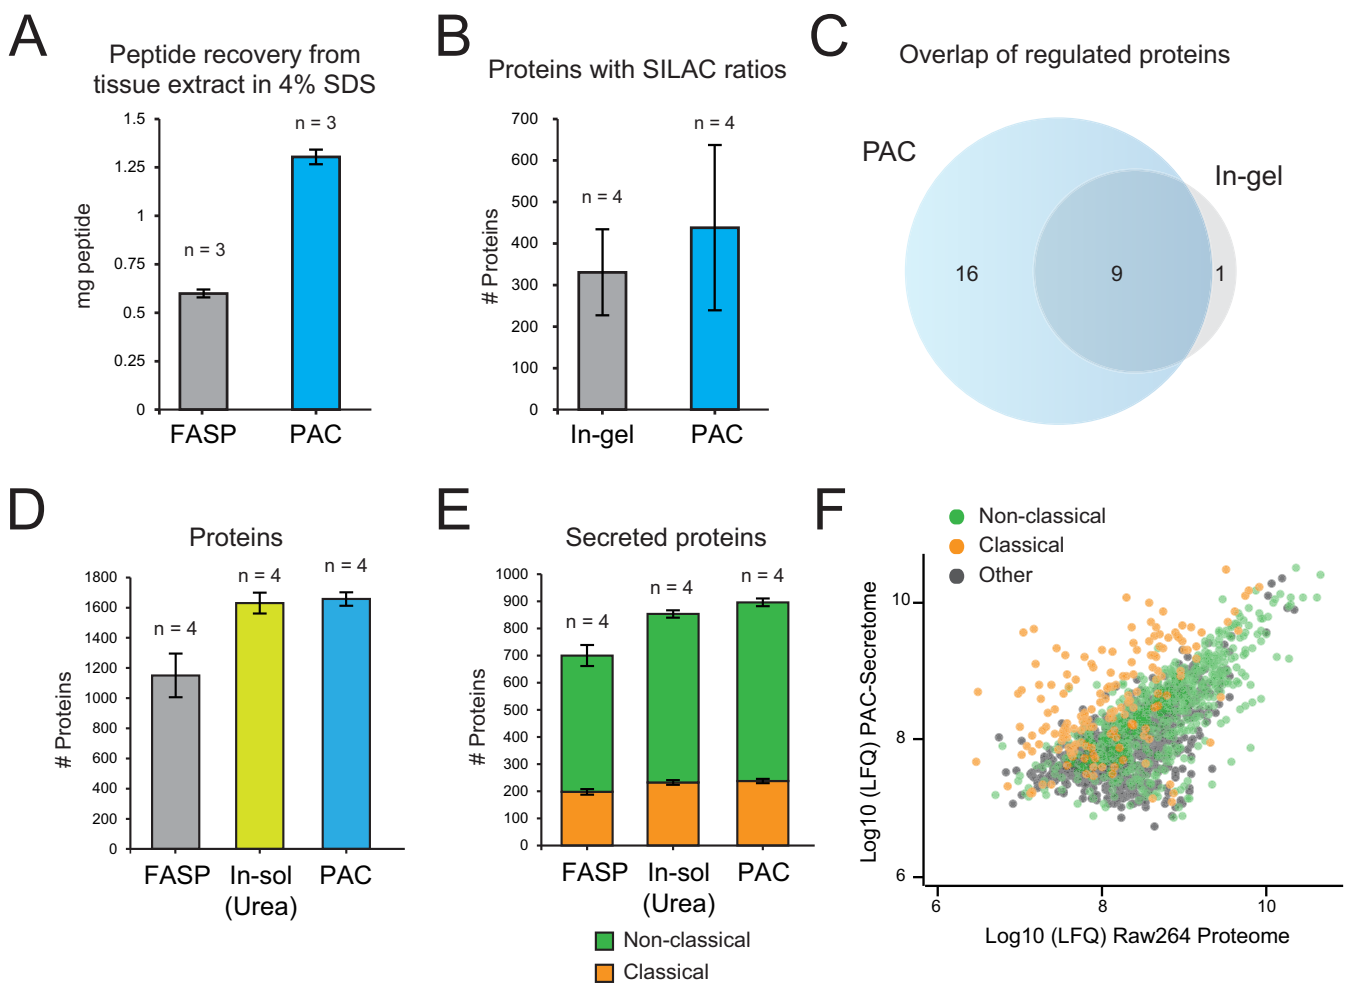 A
Peptide recovery from
tissue extract in 4% SDS
mg peptide
1.5
1.25
1
0.75
0.5
0.25
0
n = 3
n = 3
FASP
PAC
B
Proteins with SILAC ratios
# Proteins
700
600
500
400
300
200
100
0
n = 4
n = 4
In-gel
PAC
C
Overlap of regulated proteins
PAC
In-gel
16
9
1
D
Proteins
# Proteins
1800
1600
1400
1200
1000
800
600
400
200
0
n = 4
n = 4
n = 4
FASP
In-sol
(Urea)
PAC
E
Secreted proteins
# Proteins
1000
900
800
700
600
500
400
300
200
100
0
n = 4
n = 4
n = 4
FASP
In-sol
(Urea)
PAC
Non-classical
Classical
F
Non-classical
Classical
Other
Log10 (LFQ) PAC-Secretome
10
8
6
6
8
10
Log10 (LFQ) Raw264 Proteome